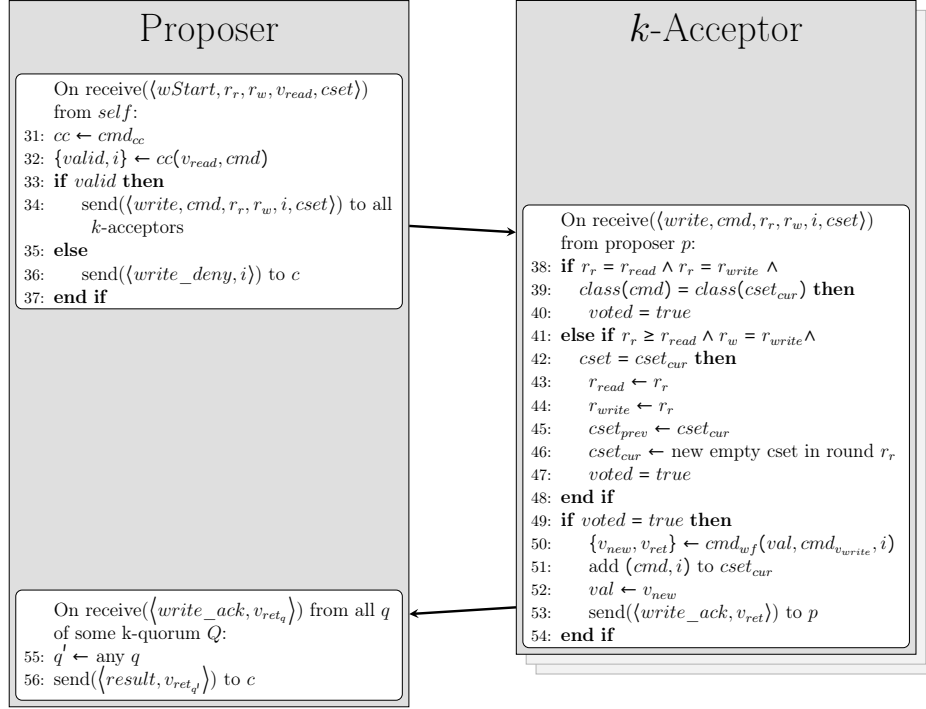 Proposer
On receive(⟨wStart, r_r, r_w, v_read, cset⟩)
from self:
31: cc ← cmd_cc
32: {valid, i} ← cc(v_read, cmd)
33: if valid then
34: send(⟨write, cmd, r_r, r_w, i, cset⟩) to all
k-acceptors
35: else
36: send(⟨write_deny, i⟩) to c
37: end if
k-Acceptor
On receive(⟨write, cmd, r_r, r_w, i, cset⟩)
from proposer p:
38: if r_r = r_read ∧ r_r = r_write ∧
39: class(cmd) = class(cset_cur) then
40: voted = true
41: else if r_r ≥ r_read ∧ r_w = r_write∧
42: cset = cset_cur then
43: r_read ← r_r
44: r_write ← r_r
45: cset_prev ← cset_cur
46: cset_cur ← new empty cset in round r_r
47: voted = true
48: end if
49: if voted = true then
50: {v_new, v_ret} ← cmd_wf(val, cmd_v_write, i)
51: add (cmd, i) to cset_cur
52: val ← v_new
53: send(⟨write_ack, v_ret⟩) to p
54: end if
On receive(⟨write_ack, v_ret_q⟩) from all q
of some k-quorum Q:
55: q′ ← any q
56: send(⟨result, v_ret_q′⟩) to c